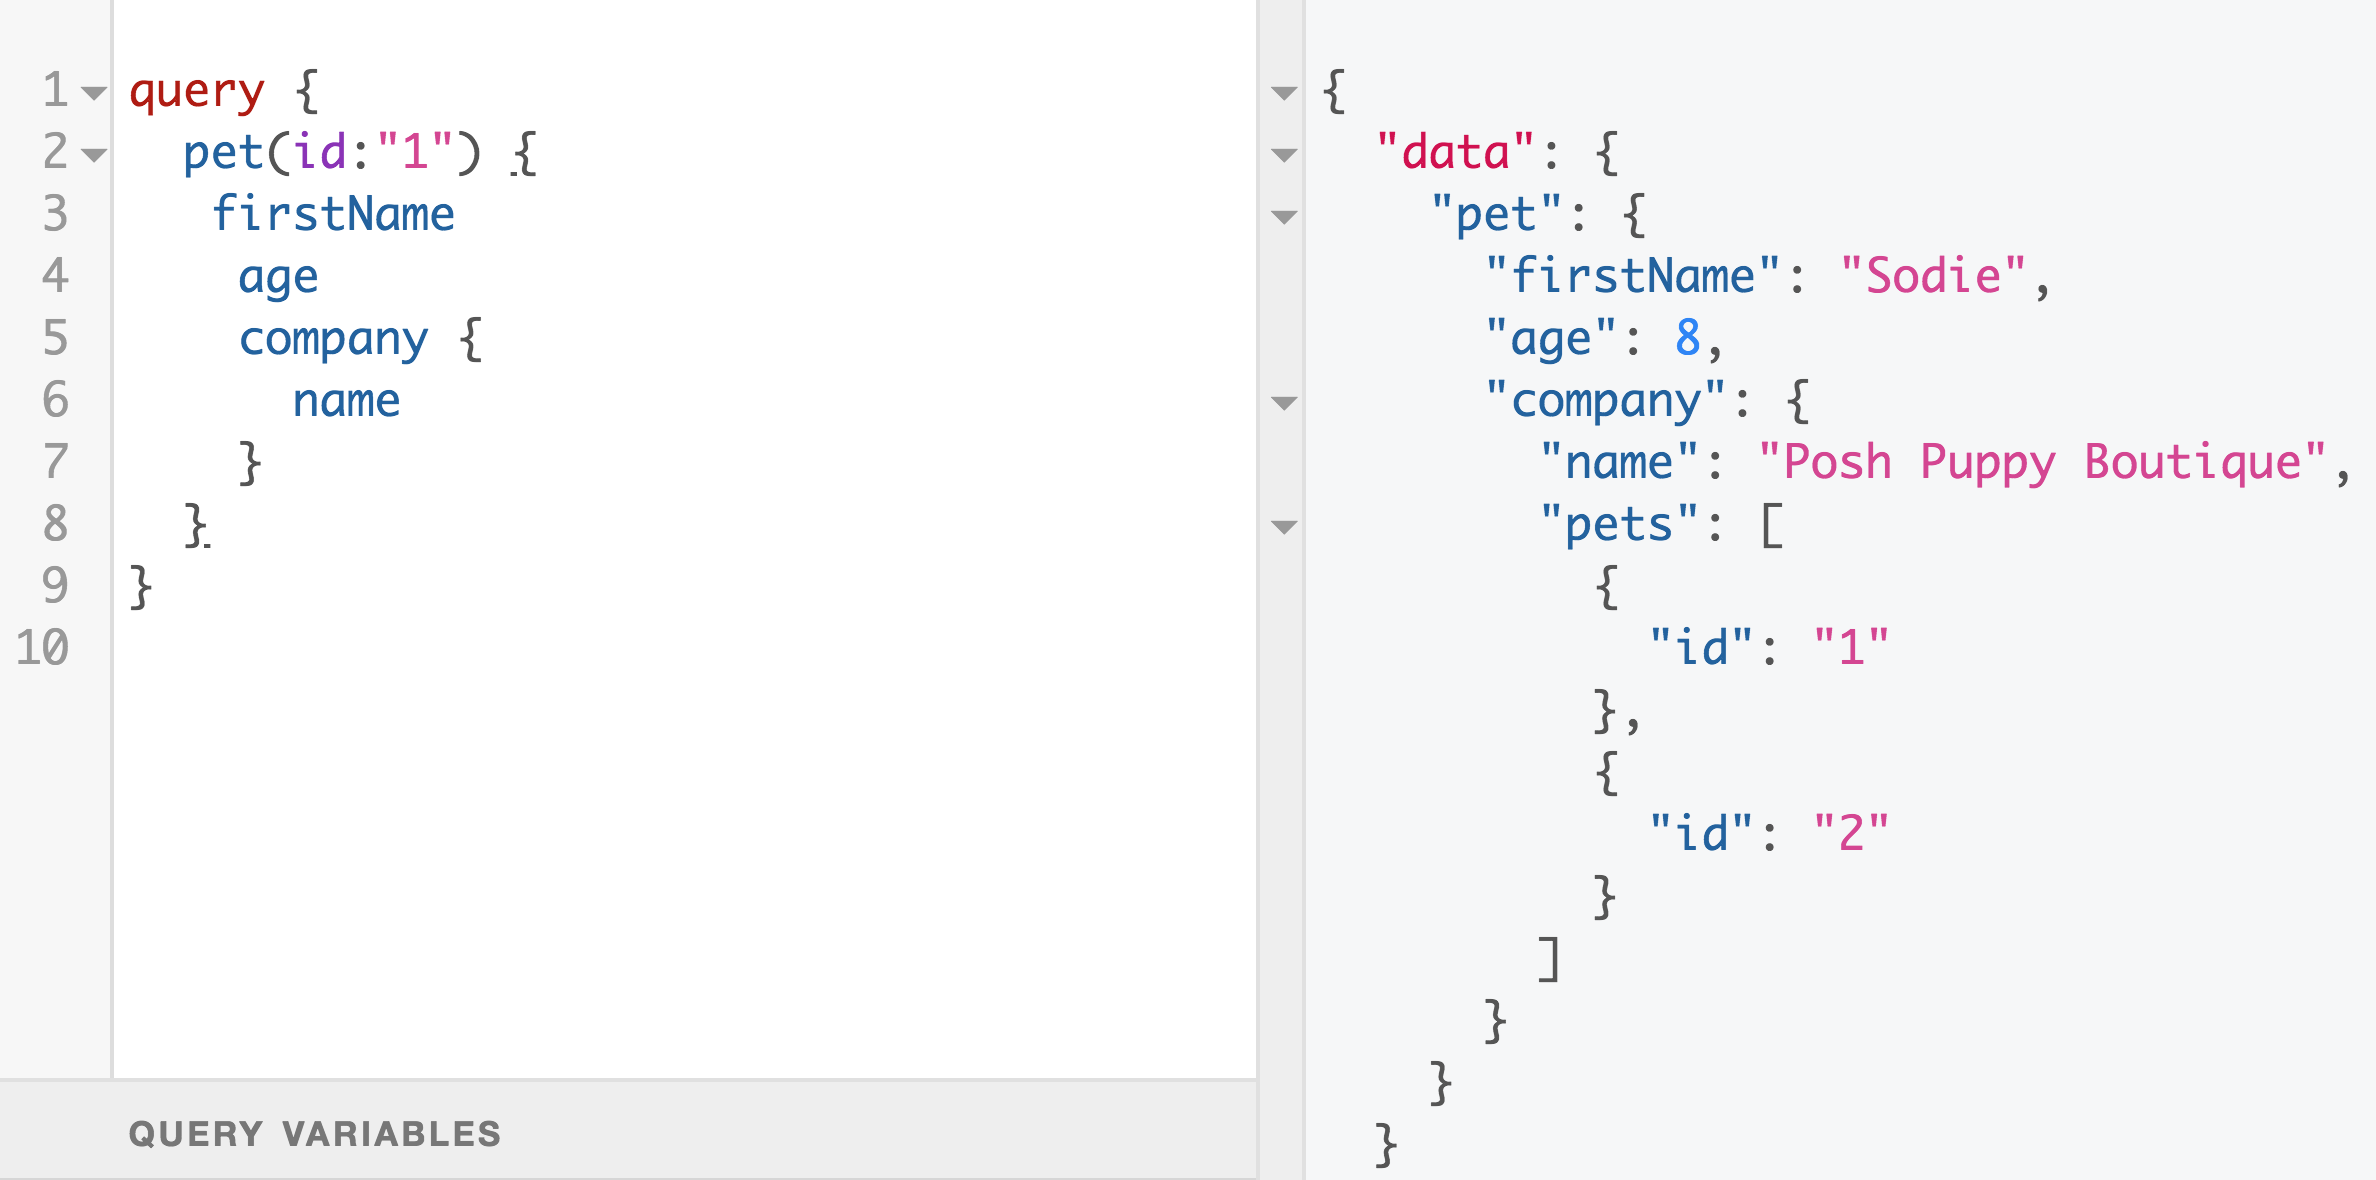 1 query {
2 pet(id:"1") {
3 firstName
4 age
5 company {
6 name
7 }
8 }
9 }
10
QUERY VARIABLES
{
"data": {
"pet": {
"firstName": "Sodie",
"age": 8,
"company": {
"name": "Posh Puppy Boutique",
"pets": [
{
"id": "1"
},
{
"id": "2"
}
]
}
}
}